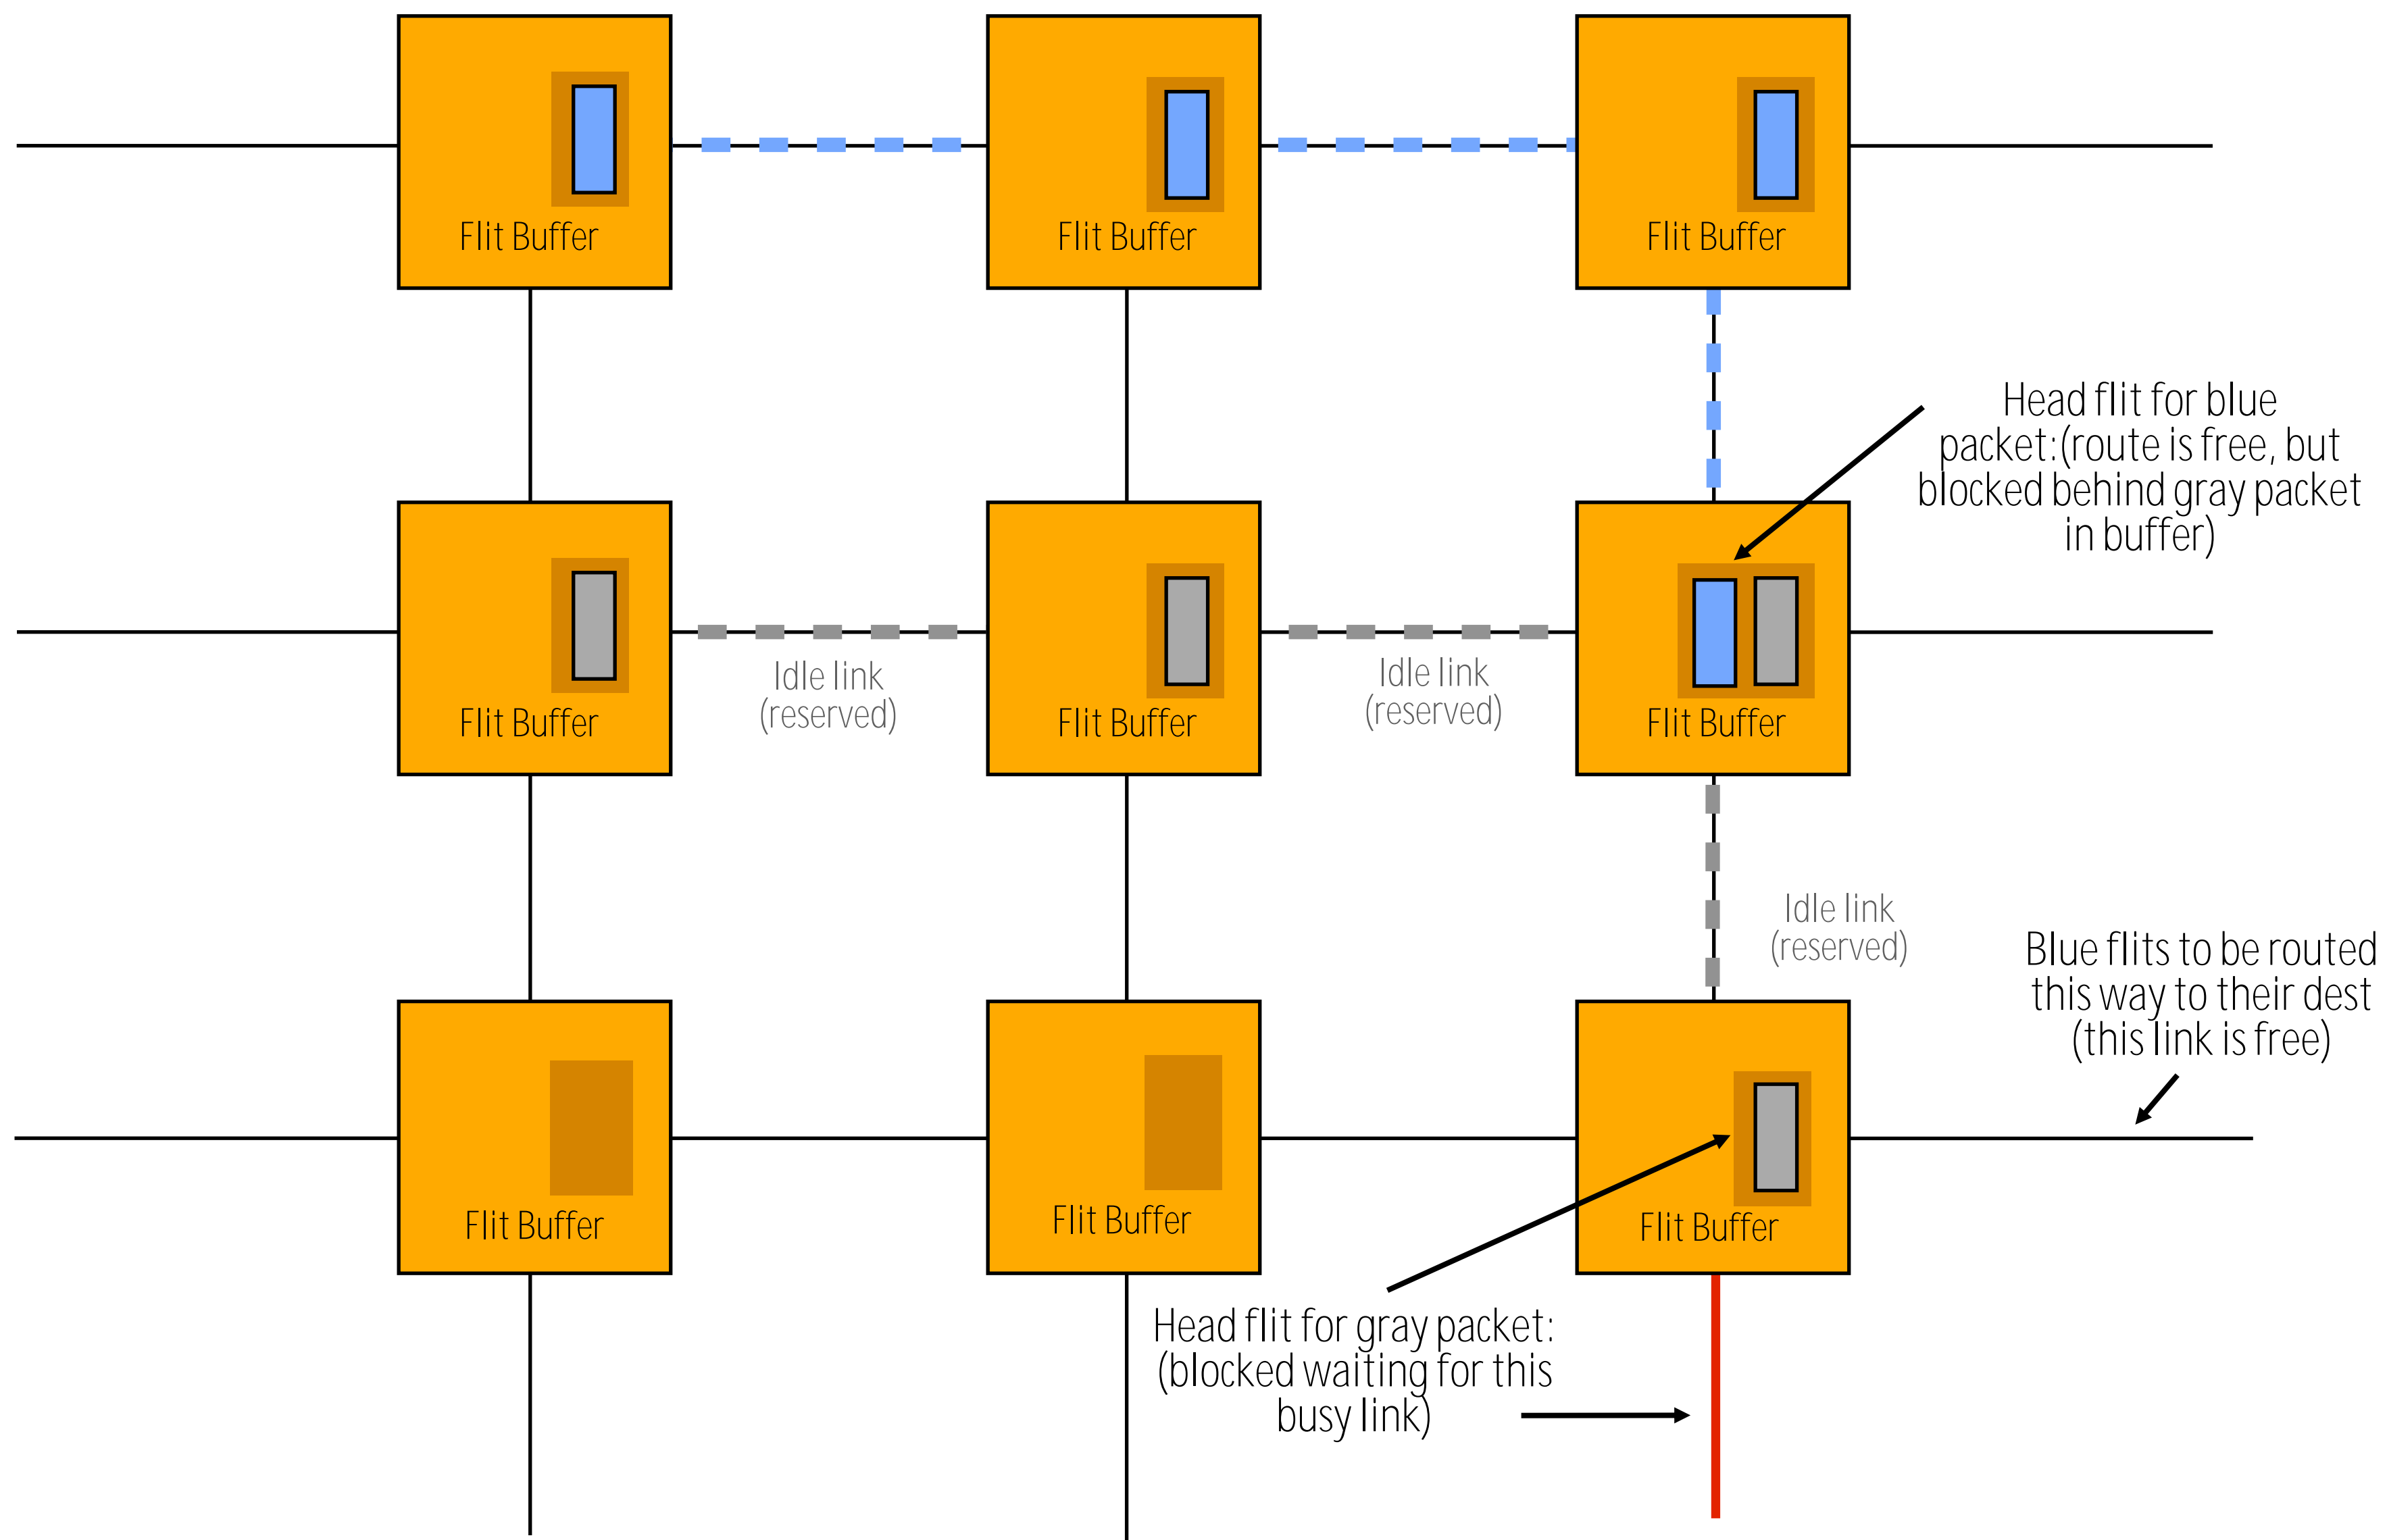 Flit Buffer
Flit Buffer
Flit Buffer
Head flit for blue
packet:(route is free, but
blocked behind gray packet
in buffer)
Idle link
(reserved)
Idle link
(reserved)
Flit Buffer
Flit Buffer
Flit Buffer
Idle link
(reserved)
Blue flits to be routed
this way to their dest
(this link is free)
Flit Buffer
Flit Buffer
Flit Buffer
Head flit for gray packet:
(blocked waiting for this
busy link)